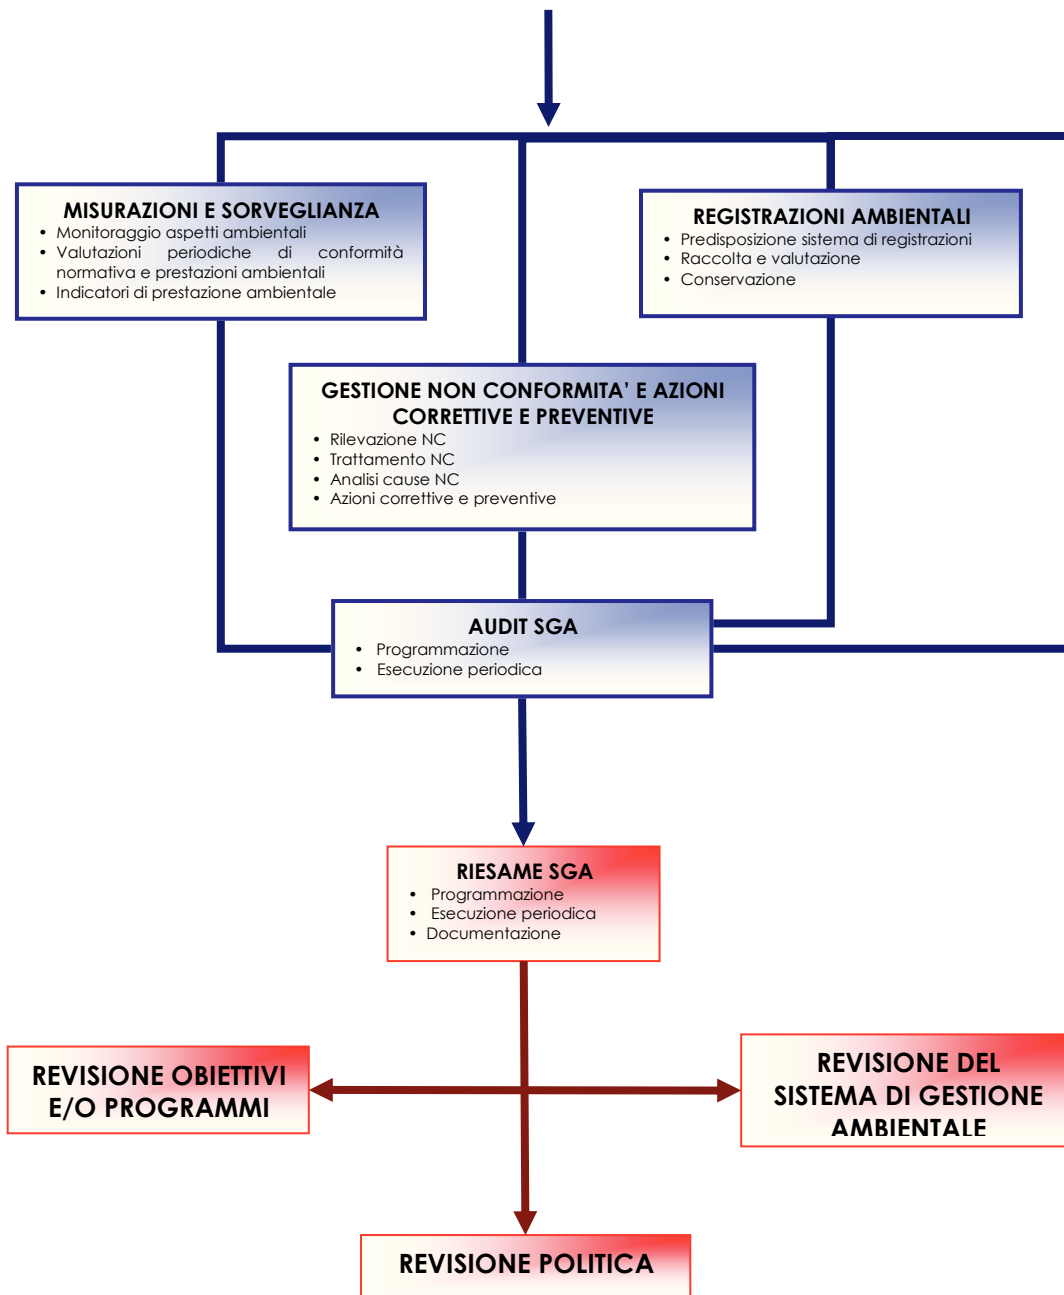 MISURAZIONI E SORVEGLIANZA
• Monitoraggio aspetti ambientali
• Valutazioni periodiche di conformità
normativa e prestazioni ambientali
• Indicatori di prestazione ambientale
REGISTRAZIONI AMBIENTALI
• Predisposizione sistema di registrazioni
• Raccolta e valutazione
• Conservazione
GESTIONE NON CONFORMITA’ E AZIONI
CORRETTIVE E PREVENTIVE
• Rilevazione NC
• Trattamento NC
• Analisi cause NC
• Azioni correttive e preventive
AUDIT SGA
• Programmazione
• Esecuzione periodica
RIESAME SGA
• Programmazione
• Esecuzione periodica
• Documentazione
REVISIONE OBIETTIVI
E/O PROGRAMMI
REVISIONE DEL
SISTEMA DI GESTIONE
AMBIENTALE
REVISIONE POLITICA